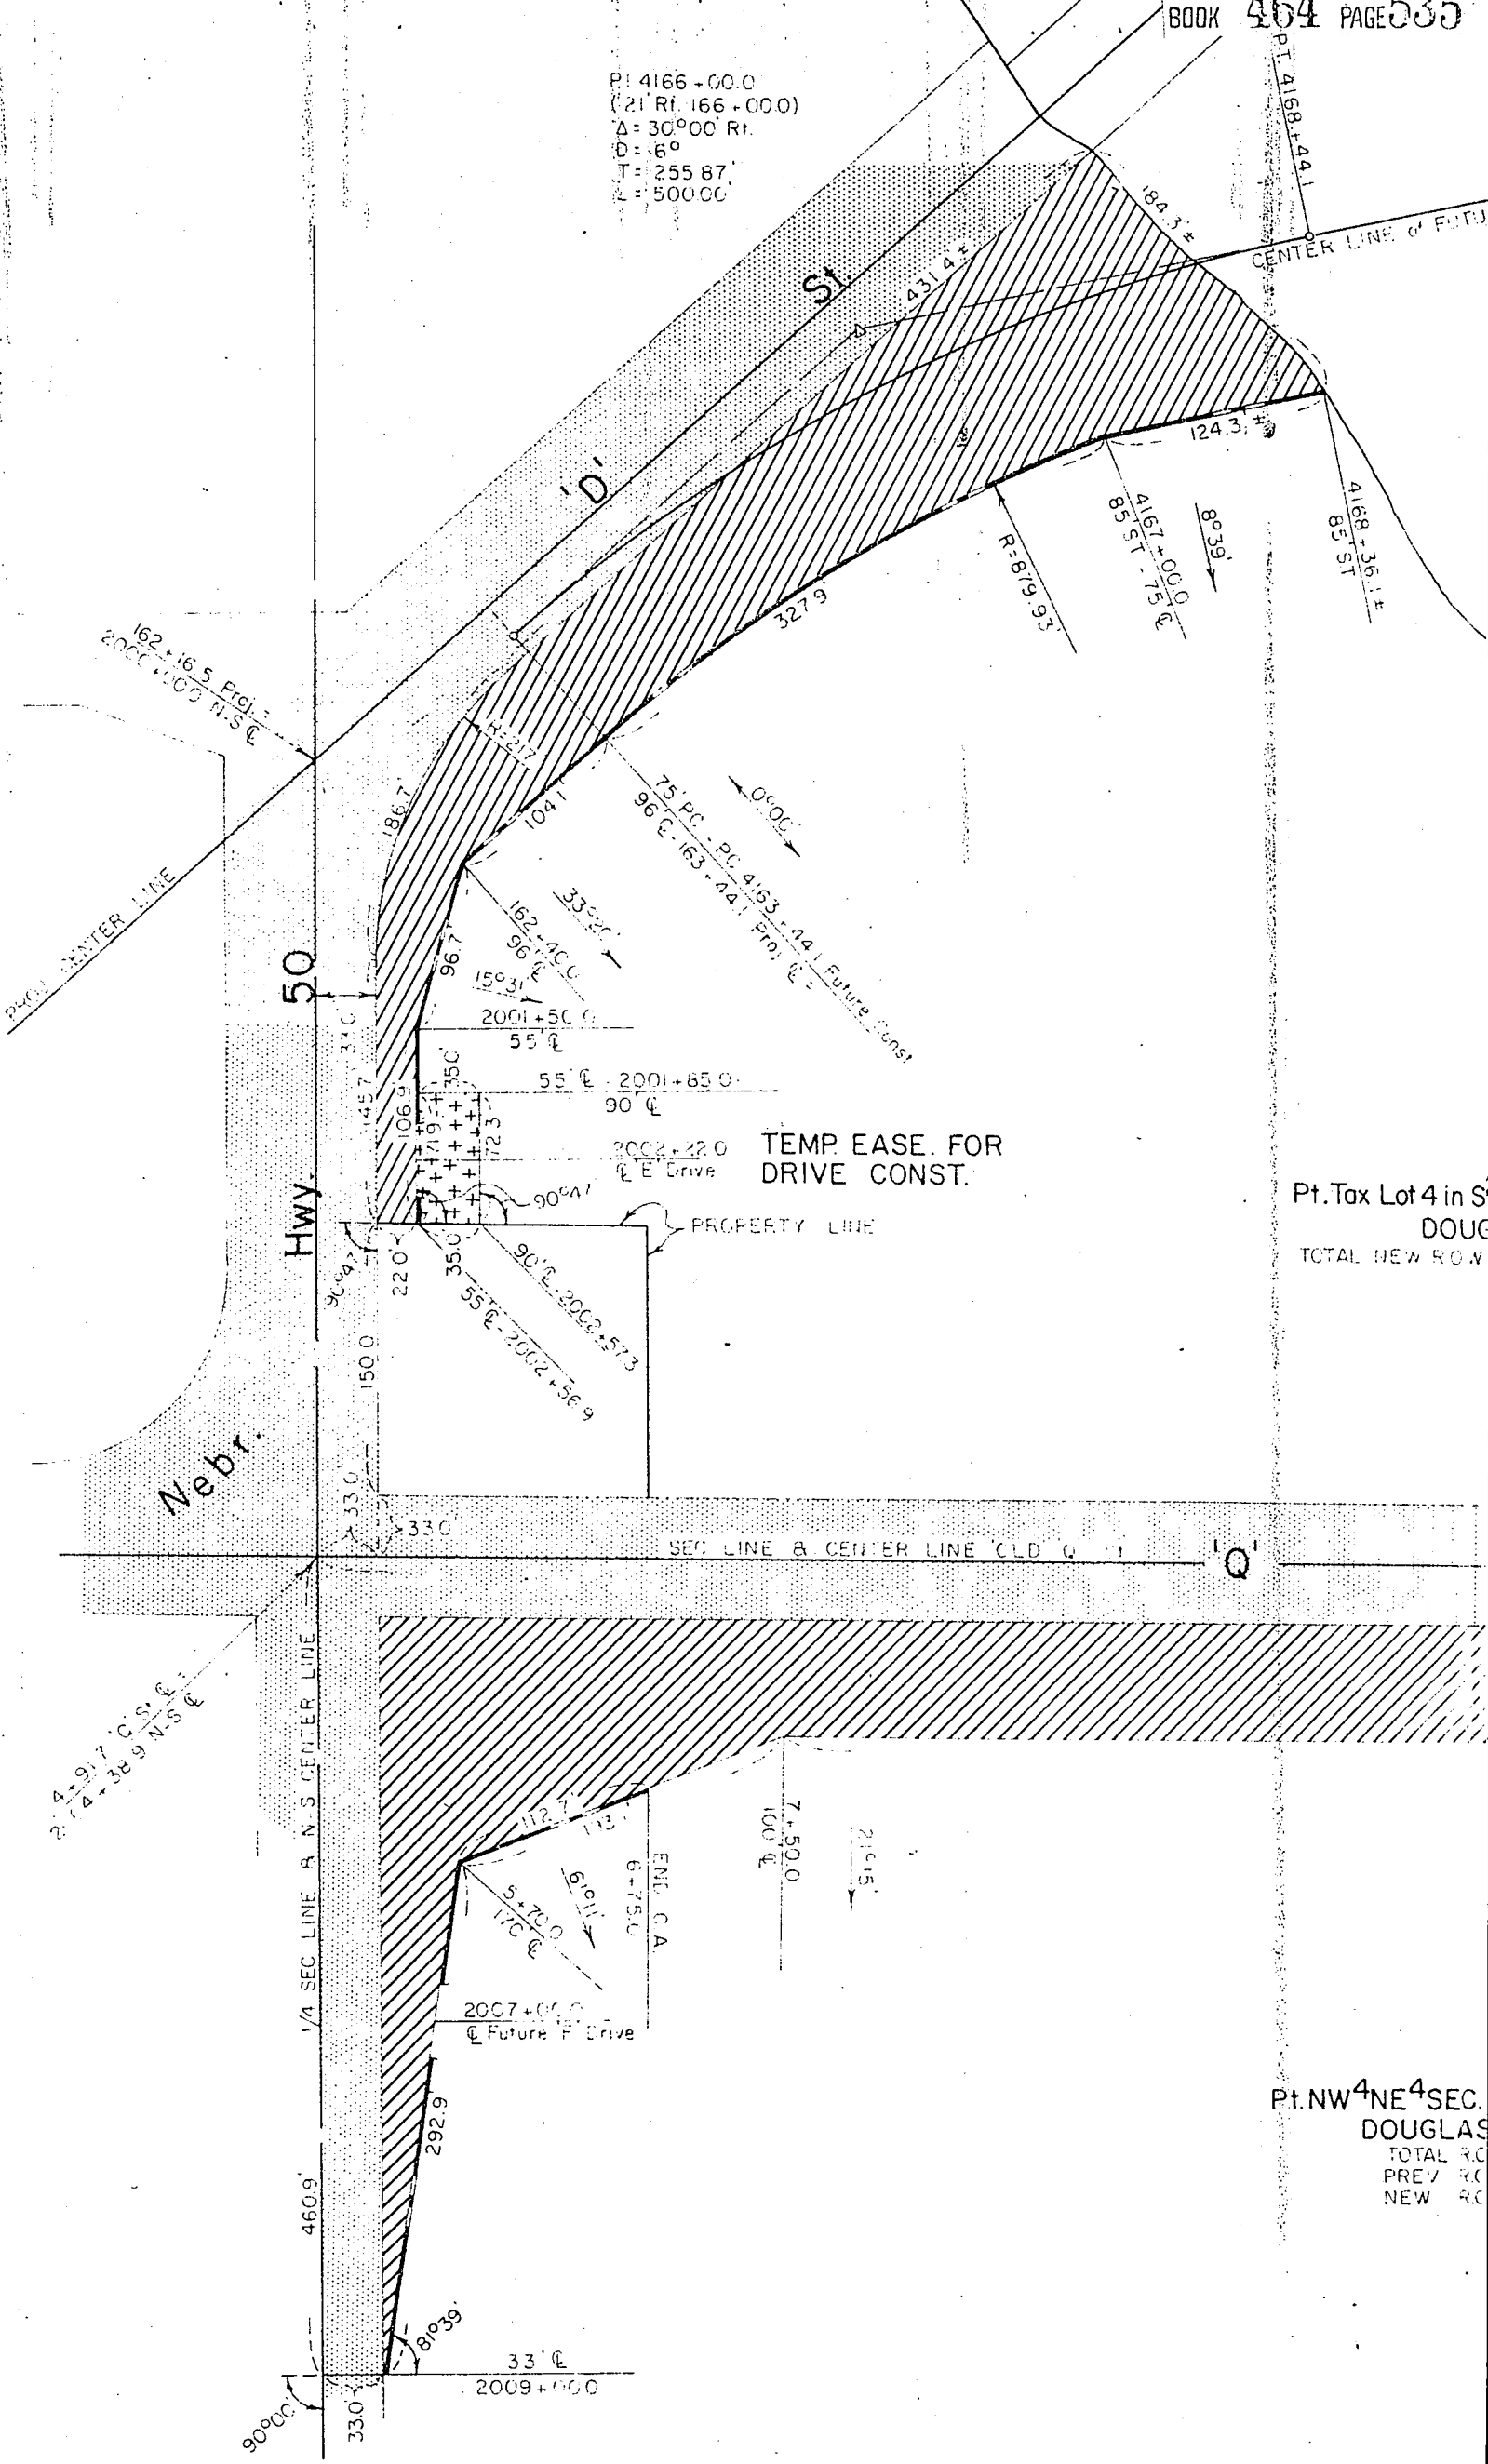 BOOK 464 PAGE 535
P.I. 4166+00.0
(21' Rt. 166+00.0)
Δ= 30°00' Rt.
D= 6°
T= 255.87'
L= 500.00'
PT 4168+44.1
184.3'±
CENTER LINE of FUTU
431.4'±
St.
'D'
124.3'±
4168+36.1±
85' ST
8°39'
4167+00.0
85' ST - 75' ℄
R=879.93'
327.9'
162+16.5 Proj. =
2000+00.0 N-S ℄
R=217'
186.7'
104.1'
0°00'
75' PC - PC 4163+44.1 Future Const
96' ℄ - 163+44.1 Proj ℄ =
PROJ CENTER LINE
33°20'
162+40.0
96' ℄
96.7'
15°31'
50
2001+50.0
55' ℄
33.0'
145.7'
106.9'
35.0'
55' ℄ - 2001+85.0
90' ℄
71.9'
72.3'
2002+22.0
℄ 'E' Drive
TEMP. EASE. FOR
DRIVE CONST.
90°47'
Hwy.
PROPERTY LINE
Pt. Tax Lot 4 in S
DOUG
TOTAL NEW R.O.W
90°47'
22.0'
35.0'
90' ℄ - 2002+57.3
55' ℄ - 2002+56.9
150.0
Nebr.
33.0
33.0
SEC LINE & CENTER LINE 'OLD Q'
'Q'
4+91.7 'C' St. ℄ =
2004+38.9 N-S ℄
1/4 SEC LINE & N S CENTER LINE
112.7'
193.7'
7+50.0
100' ℄
21°15'
END C.A.
6+75.0
61°11'
5+70.0
170' ℄
2007+00.0
℄ Future 'F' Drive
292.9
Pt. NW4NE4SEC.
DOUGLAS
TOTAL R.O
PREV R.O
NEW R.O
460.9'
81°39'
33' ℄
2009+00.0
90°00'
33.0'